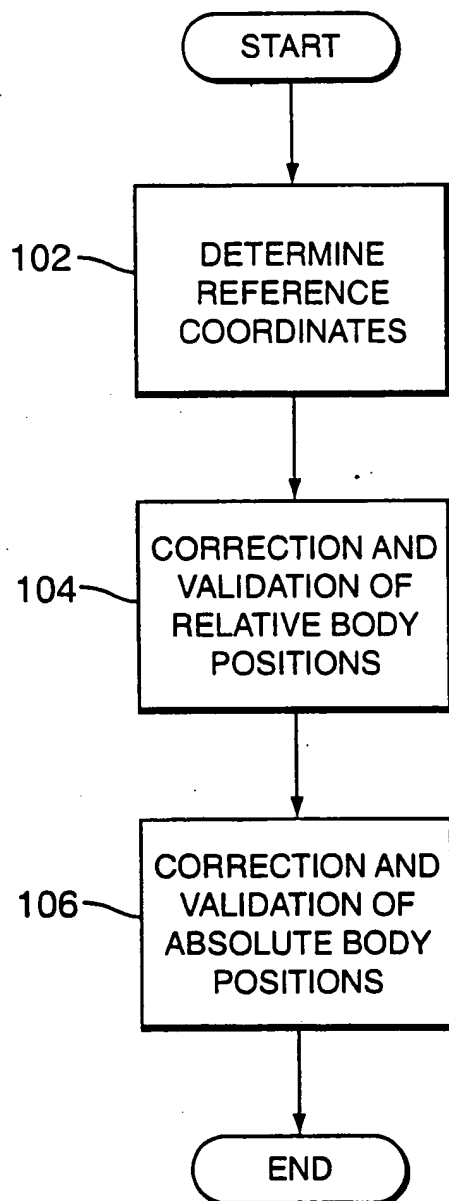 START
102
DETERMINE
REFERENCE
COORDINATES
104
CORRECTION AND
VALIDATION OF
RELATIVE BODY
POSITIONS
106
CORRECTION AND
VALIDATION OF
ABSOLUTE BODY
POSITIONS
END